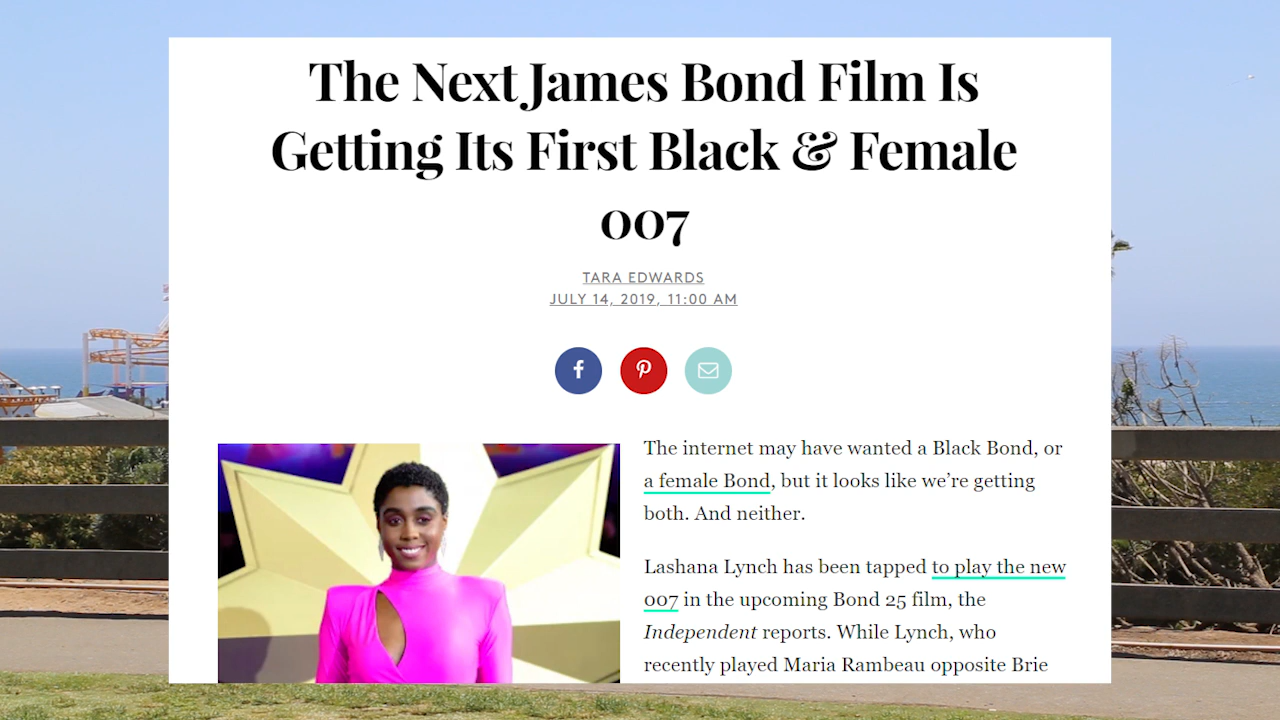 The Next James Bond Film Is
Getting Its First Black & Female
007
TARA EDWARDS
JULY 14, 2019, 11:00 AM
The internet may have wanted a Black Bond, or
a female Bond, but it looks like we're getting
both. And neither.
Lashana Lynch has been tapped to play the new
007 in the upcoming Bond 25 film, the
Independent reports. While Lynch, who
recently played Maria Rambeau opposite Brie